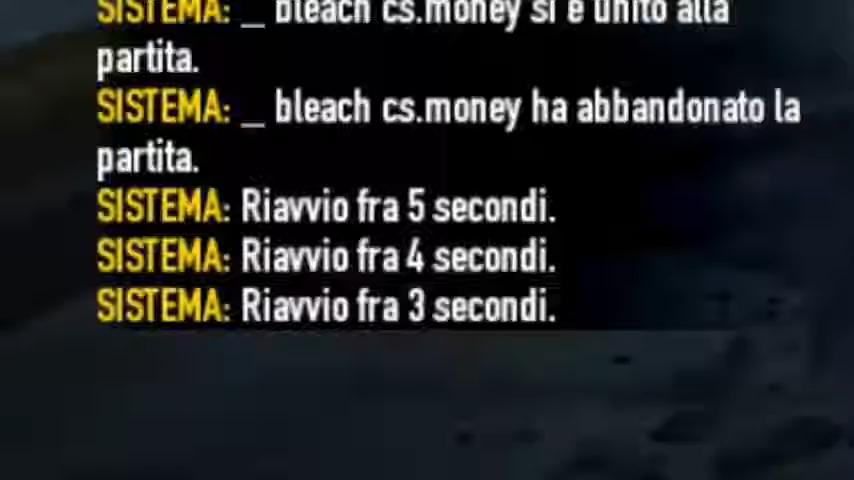 SISTEMA: _ bleach cs.money si è unito alla
partita.
SISTEMA: _ bleach cs.money ha abbandonato la
partita.
SISTEMA: Riavvio fra 5 secondi.
SISTEMA: Riavvio fra 4 secondi.
SISTEMA: Riavvio fra 3 secondi.